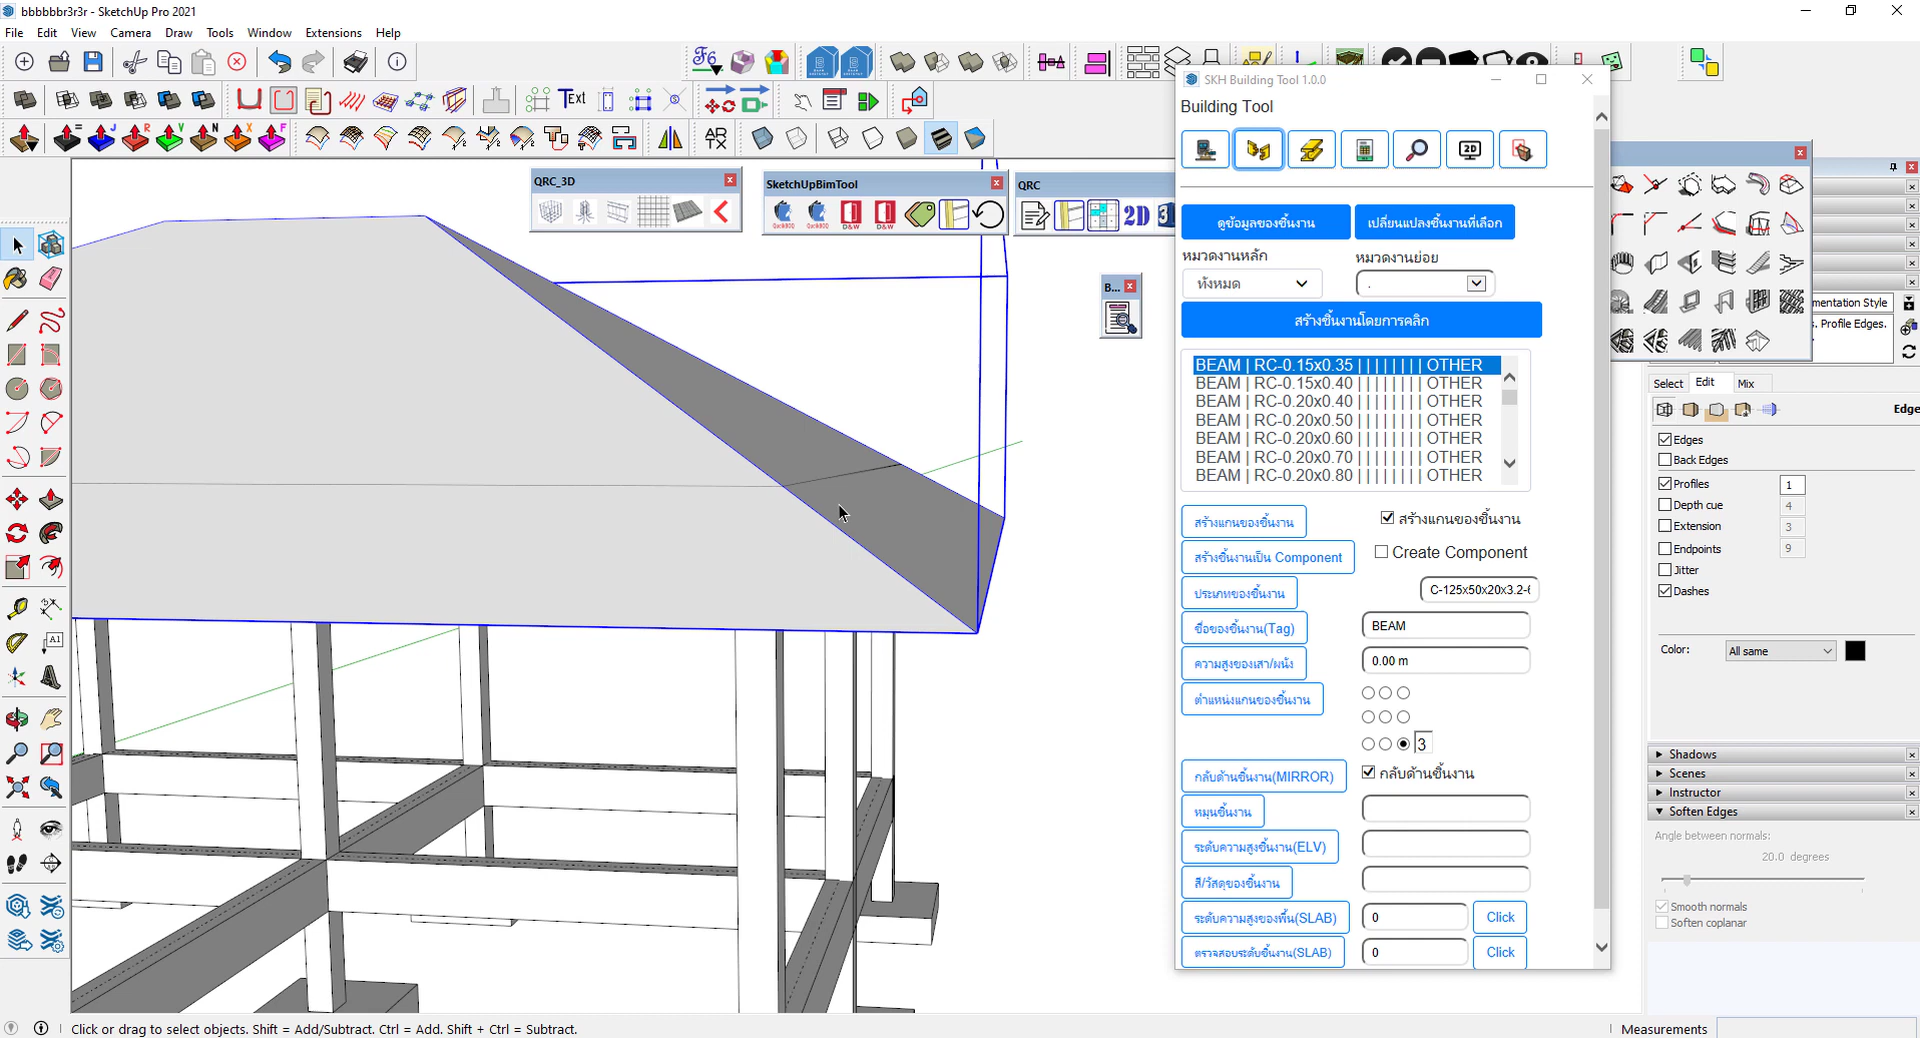 bbbbbbr3r3r - SketchUp Pro 2021
File Edit View Camera Draw Tools Window Extensions Help
Text
SKH Building Tool 1.0.0
Building Tool
2D
QRC_3D
SketchUpBimTool
QRC
2D
ดูข้อมูลของชิ้นงาน
เปลี่ยนแปลงชิ้นงานที่เลือก
หมวดงานหลัก
หมวดงานย่อย
ทั้งหมด
.
สร้างชิ้นงานโดยการคลิก
B...
BEAM | RC-0.15x0.35 | | | | | | | | OTHER
BEAM | RC-0.15x0.40 | | | | | | | | OTHER
BEAM | RC-0.20x0.40 | | | | | | | | OTHER
BEAM | RC-0.20x0.50 | | | | | | | | OTHER
BEAM | RC-0.20x0.60 | | | | | | | | OTHER
BEAM | RC-0.20x0.70 | | | | | | | | OTHER
BEAM | RC-0.20x0.80 | | | | | | | | OTHER
สร้างแกนของชิ้นงาน
สร้างแกนของชิ้นงาน
สร้างชิ้นงานเป็น Component
Create Component
ประเภทของชิ้นงาน
C-125x50x20x3.2-6
ชื่อของชิ้นงาน(Tag)
BEAM
ความสูงของเสา/ผนัง
0.00 m
ตำแหน่งแกนของชิ้นงาน
3
กลับด้านชิ้นงาน(MIRROR)
กลับด้านชิ้นงาน
หมุนชิ้นงาน
ระดับความสูงชิ้นงาน(ELV)
สี/วัสดุของชิ้นงาน
ระดับความสูงของพื้น(SLAB)
0
Click
ตรวจสอบระดับชิ้นงาน(SLAB)
0
Click
mentation Style
. Profile Edges.
Select Edit Mix
Edge
Edges
Back Edges
Profiles 1
Depth cue 4
Extension 3
Endpoints 9
Jitter
Dashes
Color: All same
Shadows
Scenes
Instructor
Soften Edges
Angle between normals:
20.0 degrees
Smooth normals
Soften coplanar
Click or drag to select objects. Shift = Add/Subtract. Ctrl = Add. Shift + Ctrl = Subtract.
Measurements